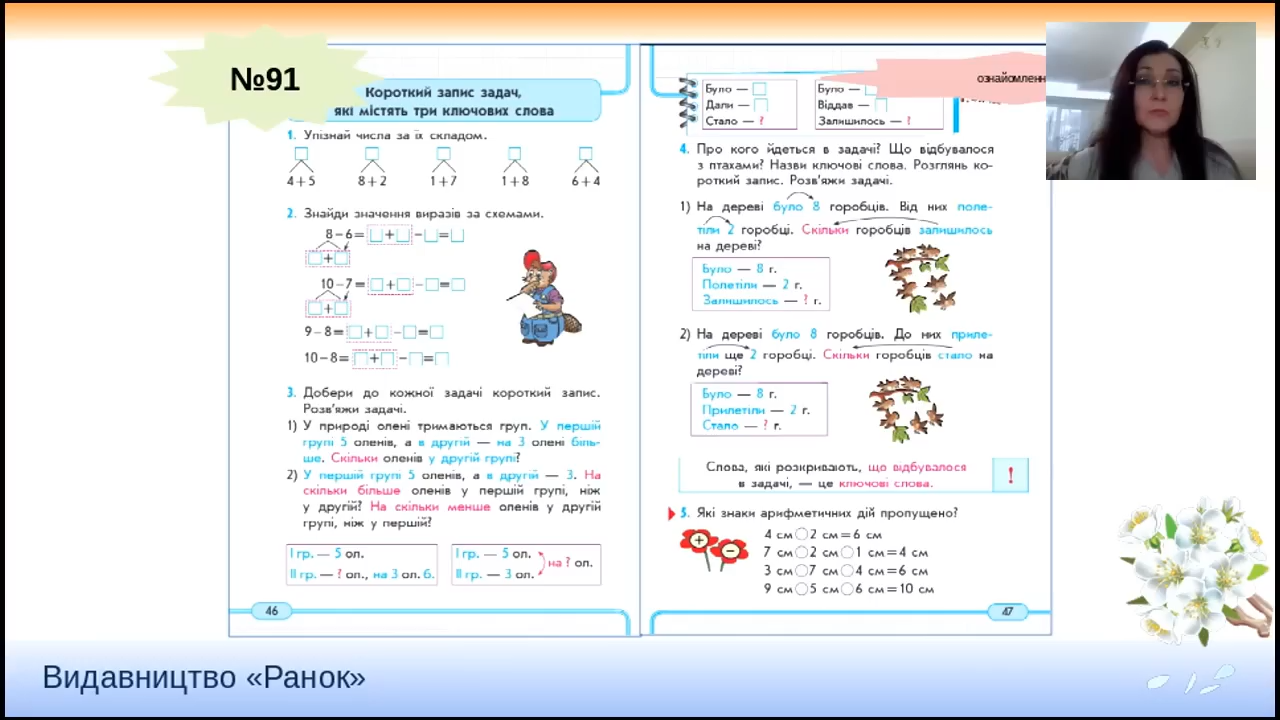 №91
Короткий запис задач,
які містять три ключових слова
1. Упізнай числа за їх складом.
4+5 8+2 1+7 1+8 6+4
2. Знайди значення виразів за схемами.
8-6=□+□-□=□
□+□
10-7=□+□-□=□
□+□
9-8=□+□-□=□
10-8=□+□-□=□
3. Добери до кожної задачі короткий запис.
Розв'яжи задачі.
1) У природі олені тримаються груп. У першій
групі 5 оленів, а в другій — на 3 олені біль-
ше. Скільки оленів у другій групі?
2) У першій групі 5 оленів, а в другій — 3. На
скільки більше оленів у першій групі, ніж
у другій? На скільки менше оленів у другій
групі, ніж у першій?
I гр. — 5 ол.
II гр. — ? ол., на 3 ол. б.
I гр. — 5 ол.
II гр. — 3 ол.
на ? ол.
46
Було — □
Дали — □
Стало — ?
Було — □
Віддав — □
Залишилось — ?
ознайомленн
4. Про кого йдеться в задачі? Що відбувалося
з птахами? Назви ключові слова. Розглянь ко-
роткий запис. Розв'яжи задачі.
1) На дереві було 8 горобців. Від них поле-
тіли 2 горобці. Скільки горобців залишилось
на дереві?
Було — 8 г.
Полетіли — 2 г.
Залишилось — ? г.
2) На дереві було 8 горобців. До них приле-
тіли ще 2 горобці. Скільки горобців стало на
дереві?
Було — 8 г.
Прилетіли — 2 г.
Стало — ? г.
Слова, які розкривають, що відбувалося
в задачі, — це ключові слова.
!
5. Які знаки арифметичних дій пропущено?
+ −
4 см○2 см=6 см
7 см○2 см○1 см=4 см
3 см○7 см○4 см=6 см
9 см○5 см○6 см=10 см
47
Видавництво «Ранок»